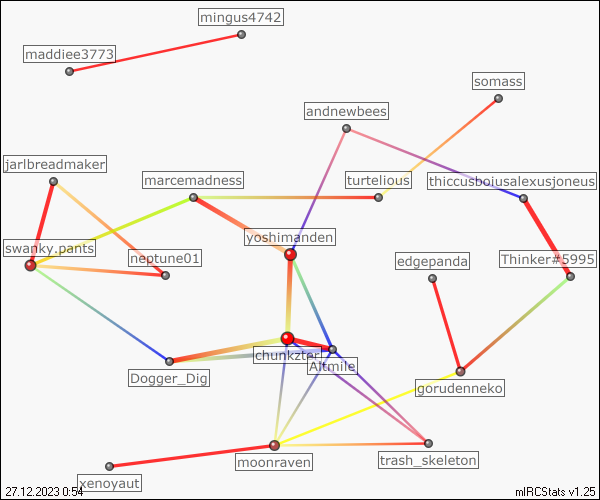 mingus4742
maddiee3773
somass
andnewbees
jarlbreadmaker
marcemadness
turtelious
thiccusboiusalexusjoneus
yoshimanden
swanky.pants
neptune01
edgepanda
Thinker#5995
chunkzter
Altmile
Dogger_Dig
gorudenneko
moonraven
trash_skeleton
xenoyaut
27.12.2023 0:54
mIRCStats v1.25